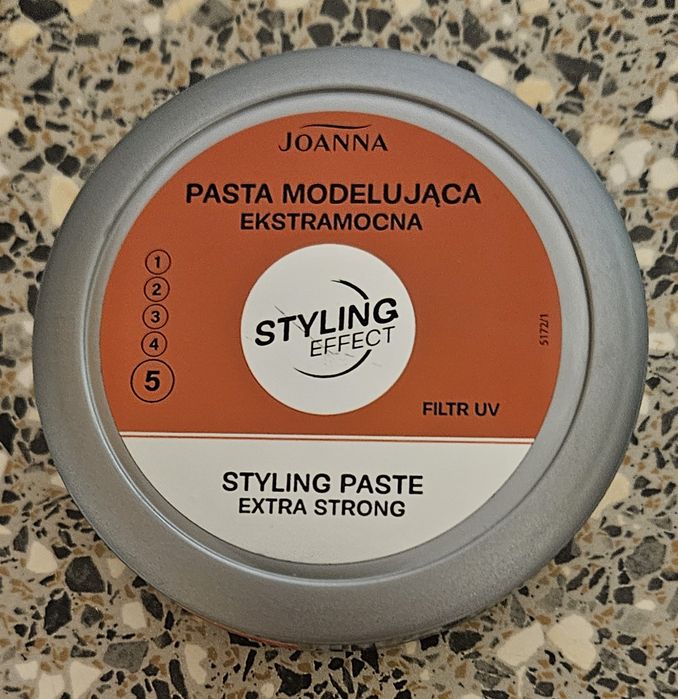 JOANNA
PASTA MODELUJĄCA
EKSTRAMOCNA
1
2
3
4
5
STYLING
EFFECT
5172/1
FILTR UV
STYLING PASTE
EXTRA STRONG